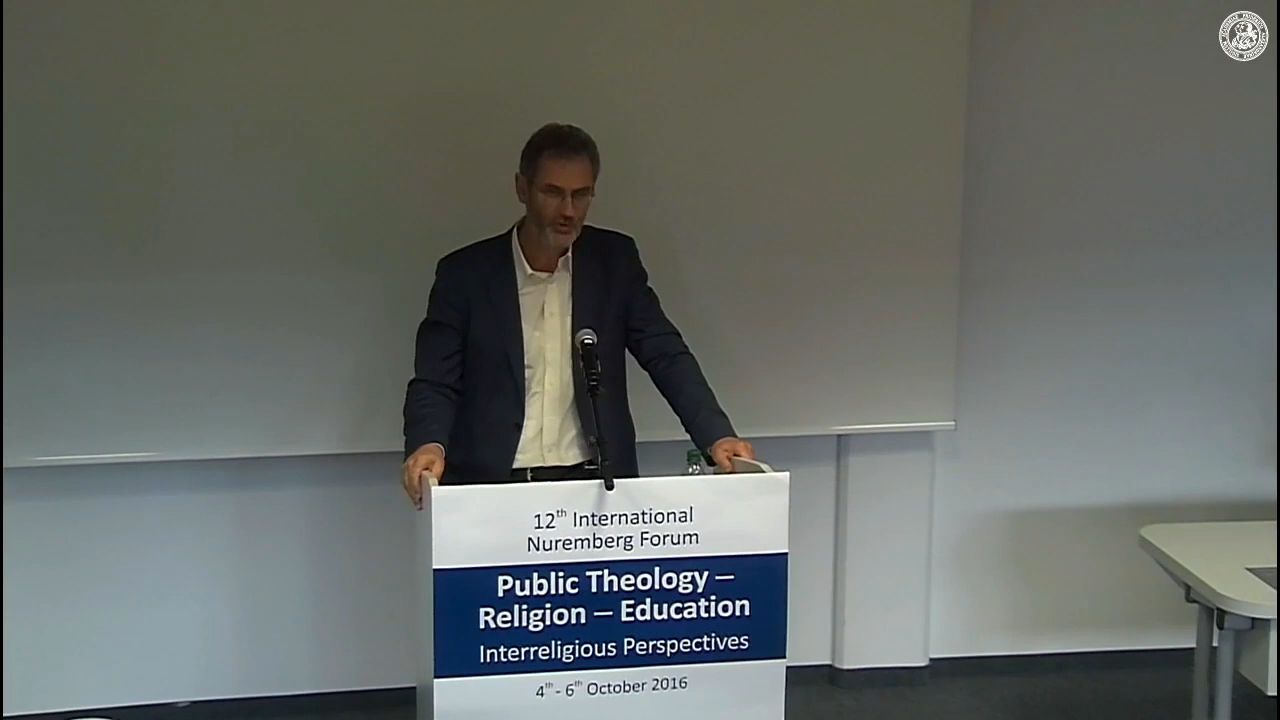 12th International
Nuremberg Forum
Public Theology –
Religion – Education
Interreligious Perspectives
4th - 6th October 2016